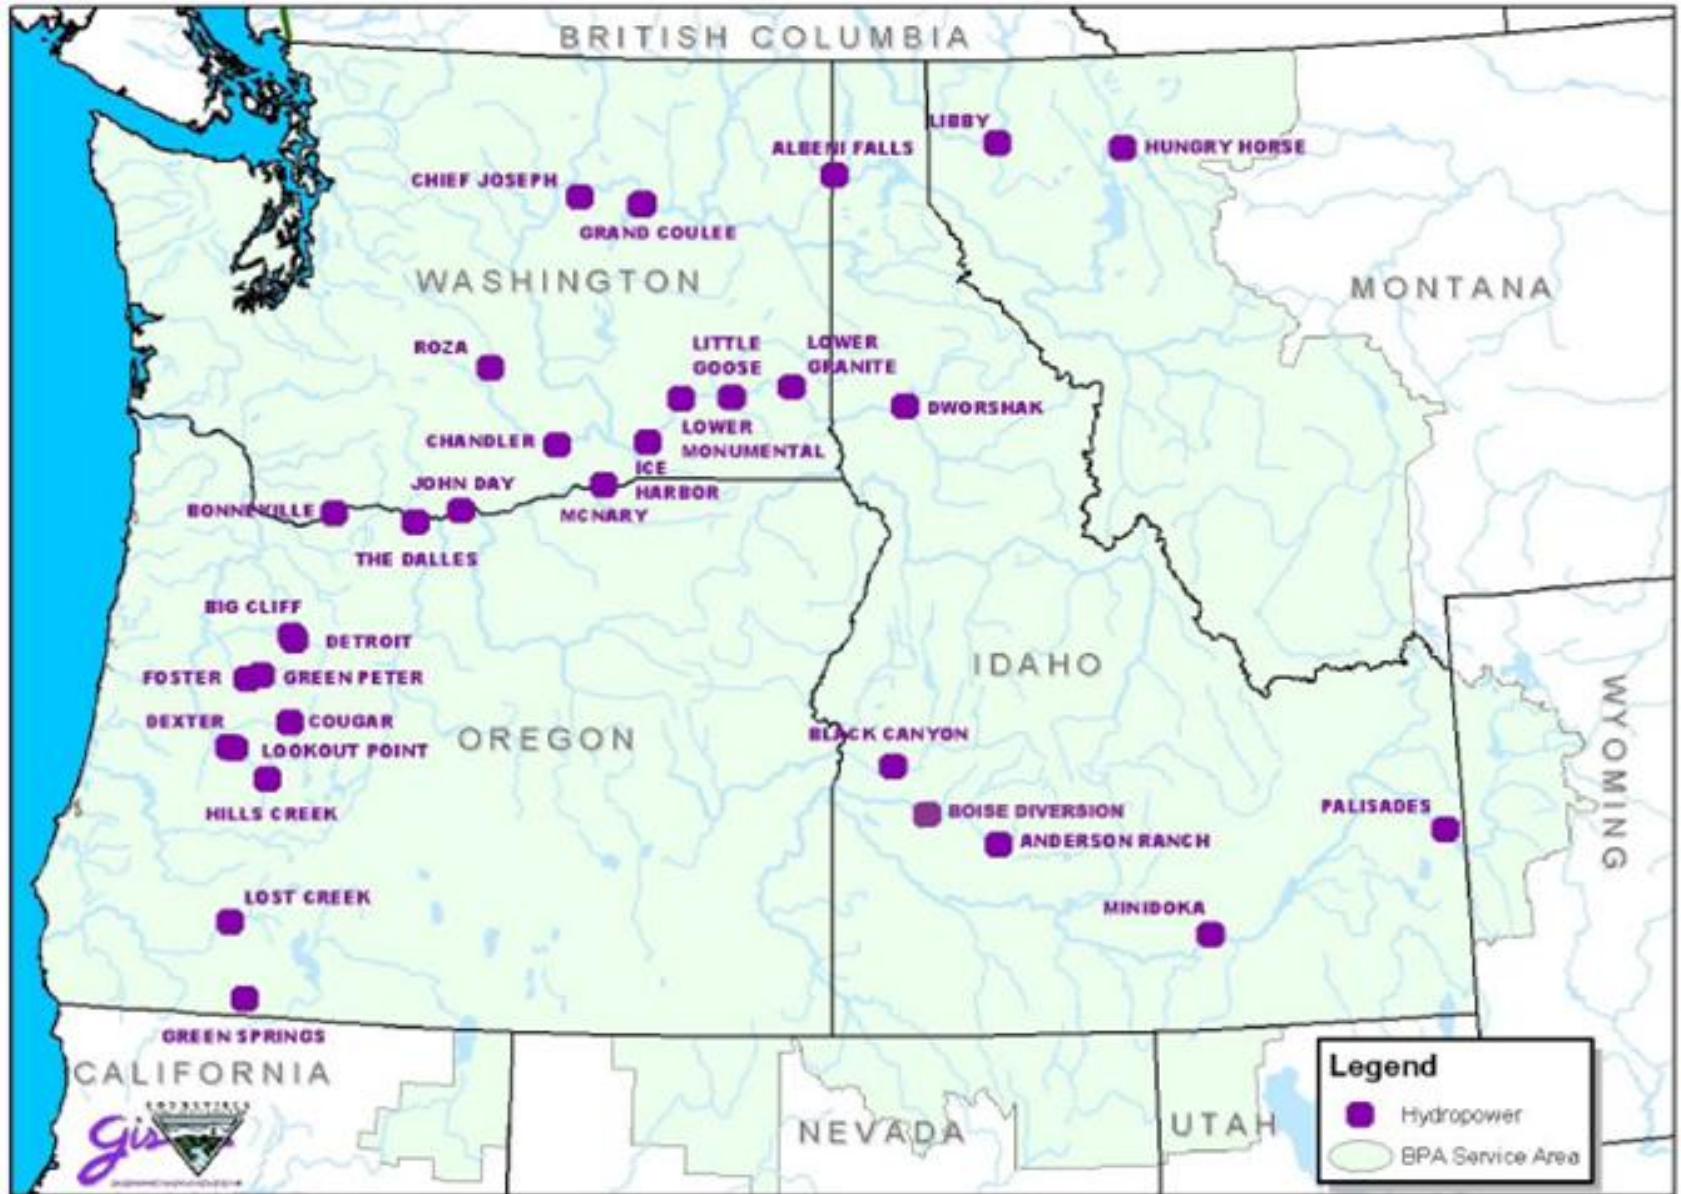 BRITISH COLUMBIA
LIBBY
HUNGRY HORSE
ALBENI FALLS
CHIEF JOSEPH
GRAND COULEE
WASHINGTON
MONTANA
ROZA
LITTLE
GOOSE
LOWER
GRANITE
DWORSHAK
CHANDLER
LOWER
MONUMENTAL
ICE
HARBOR
JOHN DAY
MCNARY
BONNEVILLE
THE DALLES
BIG CLIFF
DETROIT
FOSTER
GREEN PETER
IDAHO
DEXTER
COUGAR
LOOKOUT POINT
OREGON
BLACK CANYON
WYOMING
HILLS CREEK
BOISE DIVERSION
PALISADES
ANDERSON RANCH
LOST CREEK
MINIDOKA
GREEN SPRINGS
CALIFORNIA
NEVADA
UTAH
Legend
Hydropower
BPA Service Area
gis